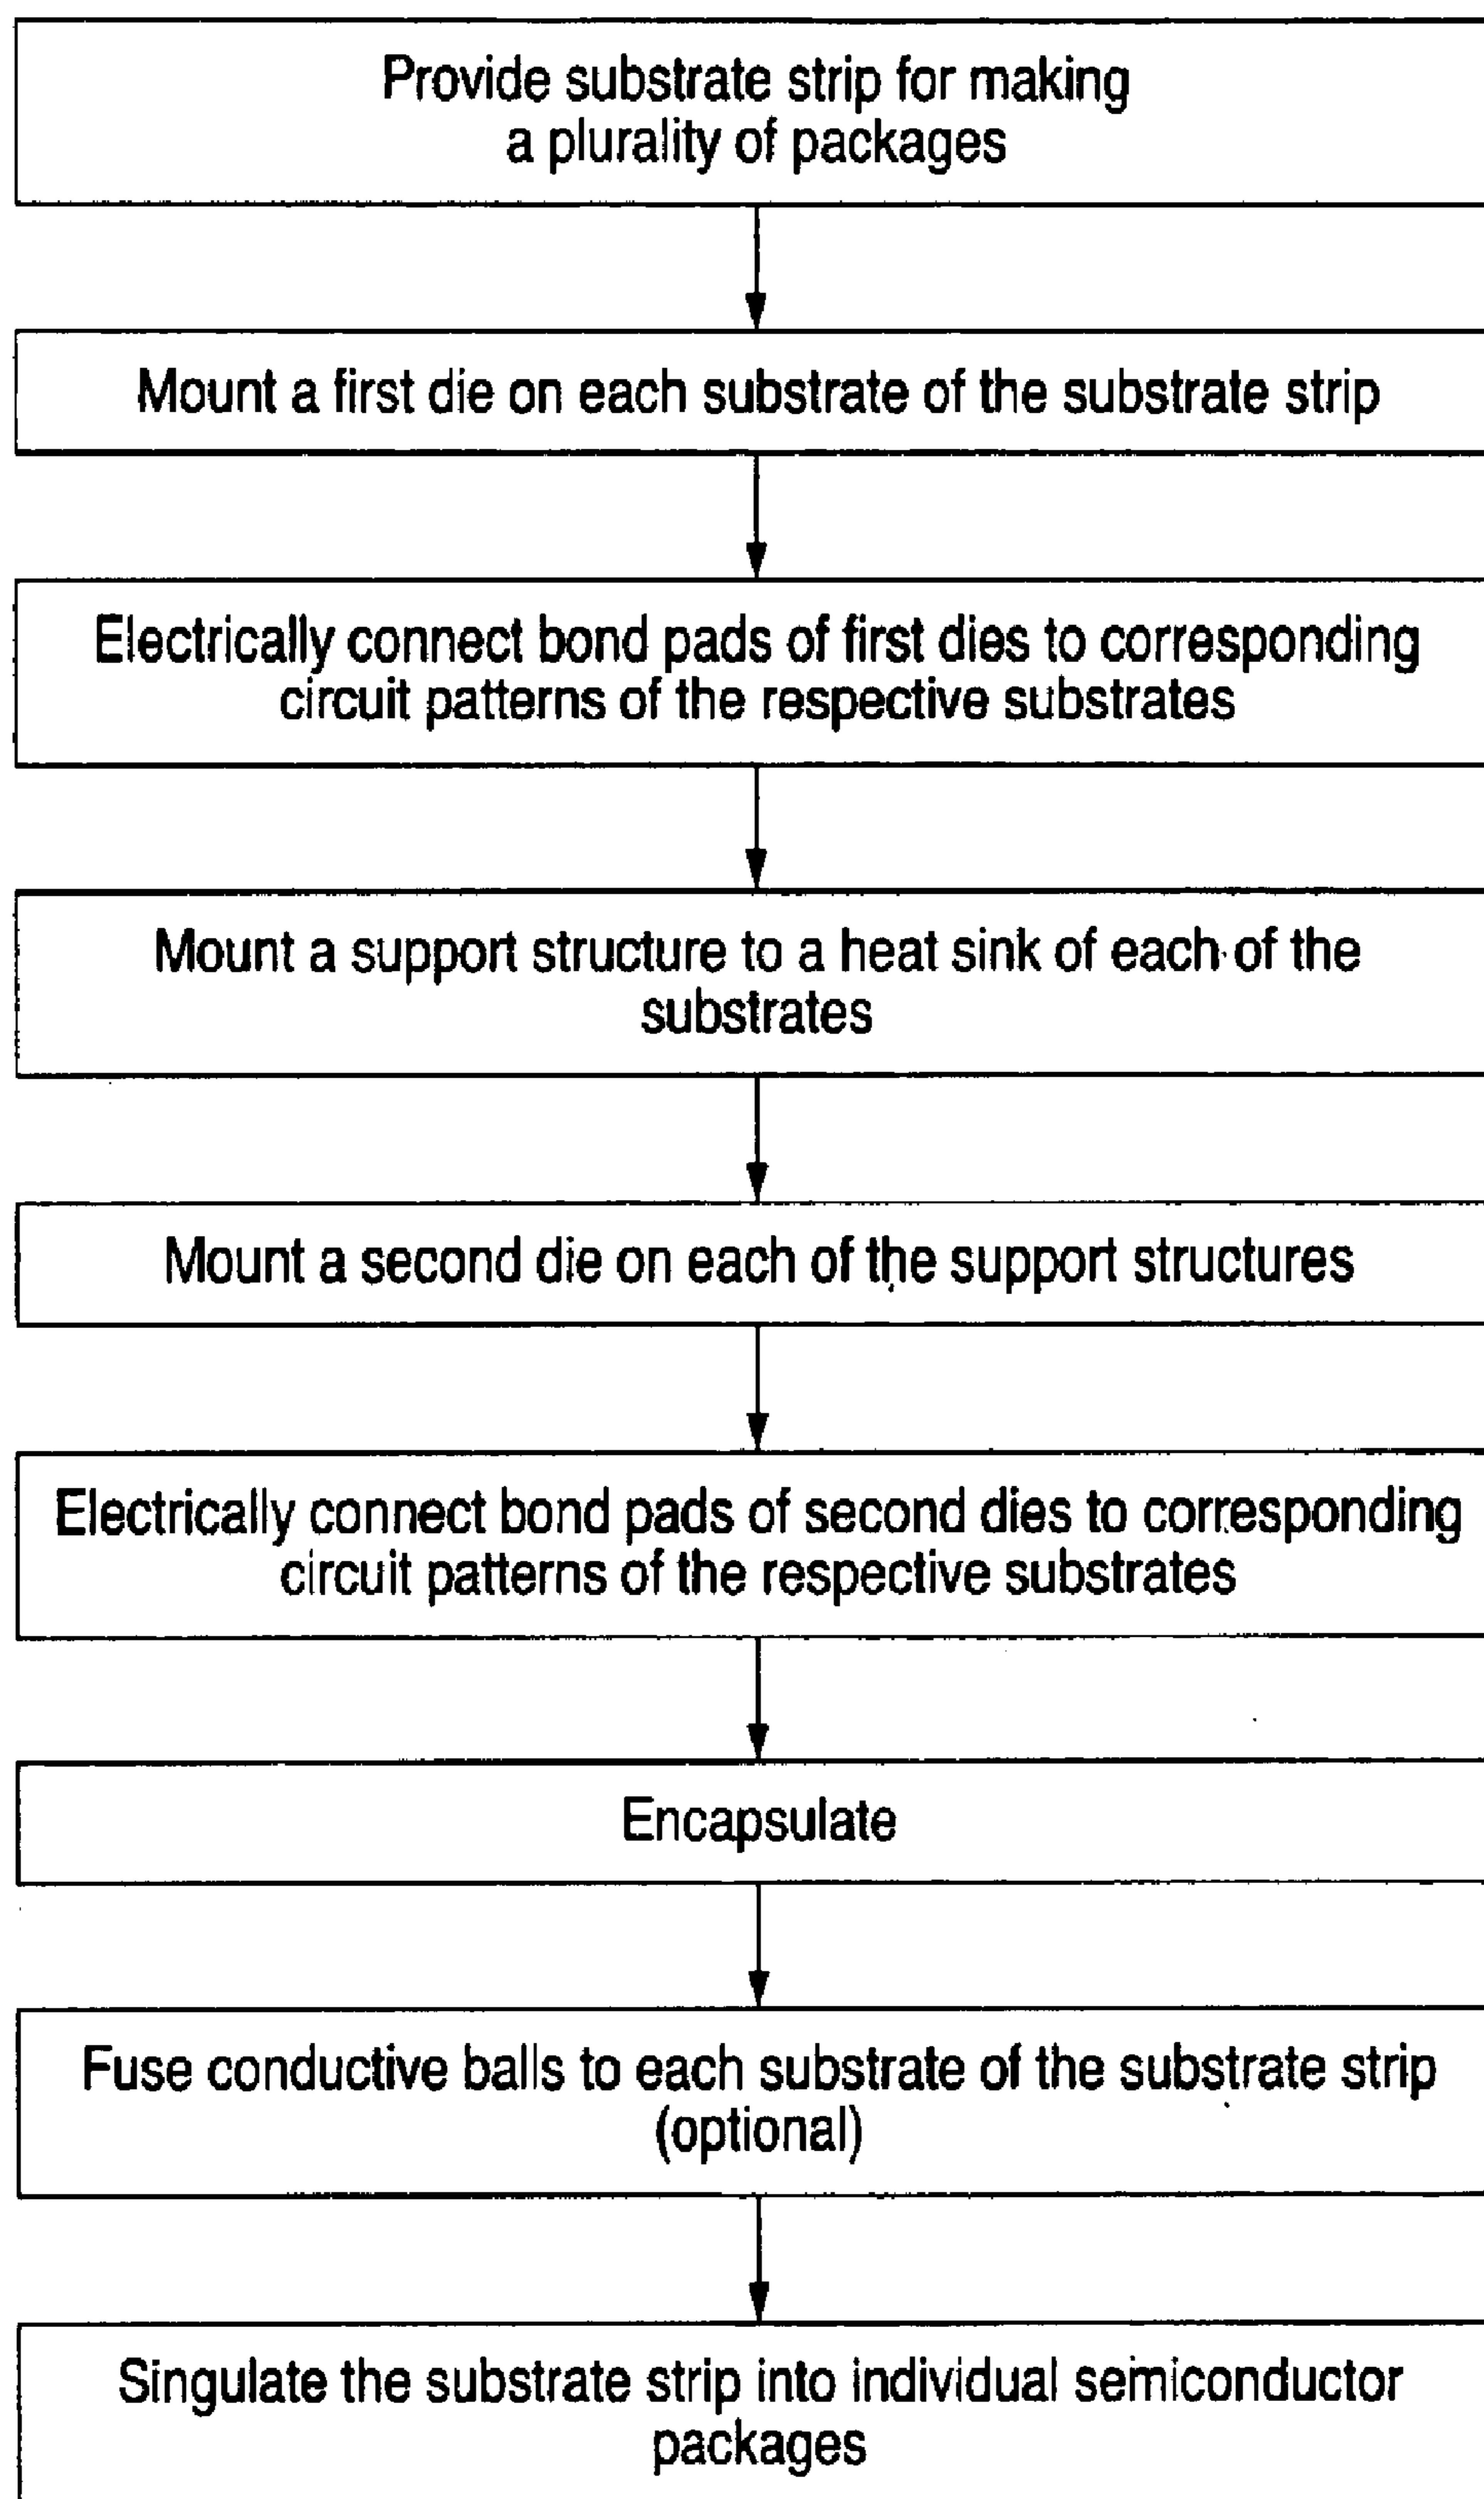 Provide substrate strip for making
a plurality of packages
Mount a first die on each substrate of the substrate strip
Electrically connect bond pads of first dies to corresponding
circuit patterns of the respective substrates
Mount a support structure to a heat sink of each of the
substrates
Mount a second die on each of the support structures
Electrically connect bond pads of second dies to corresponding
circuit patterns of the respective substrates
Encapsulate
Fuse conductive balls to each substrate of the substrate strip
(optional)
Singulate the substrate strip into individual semiconductor
packages